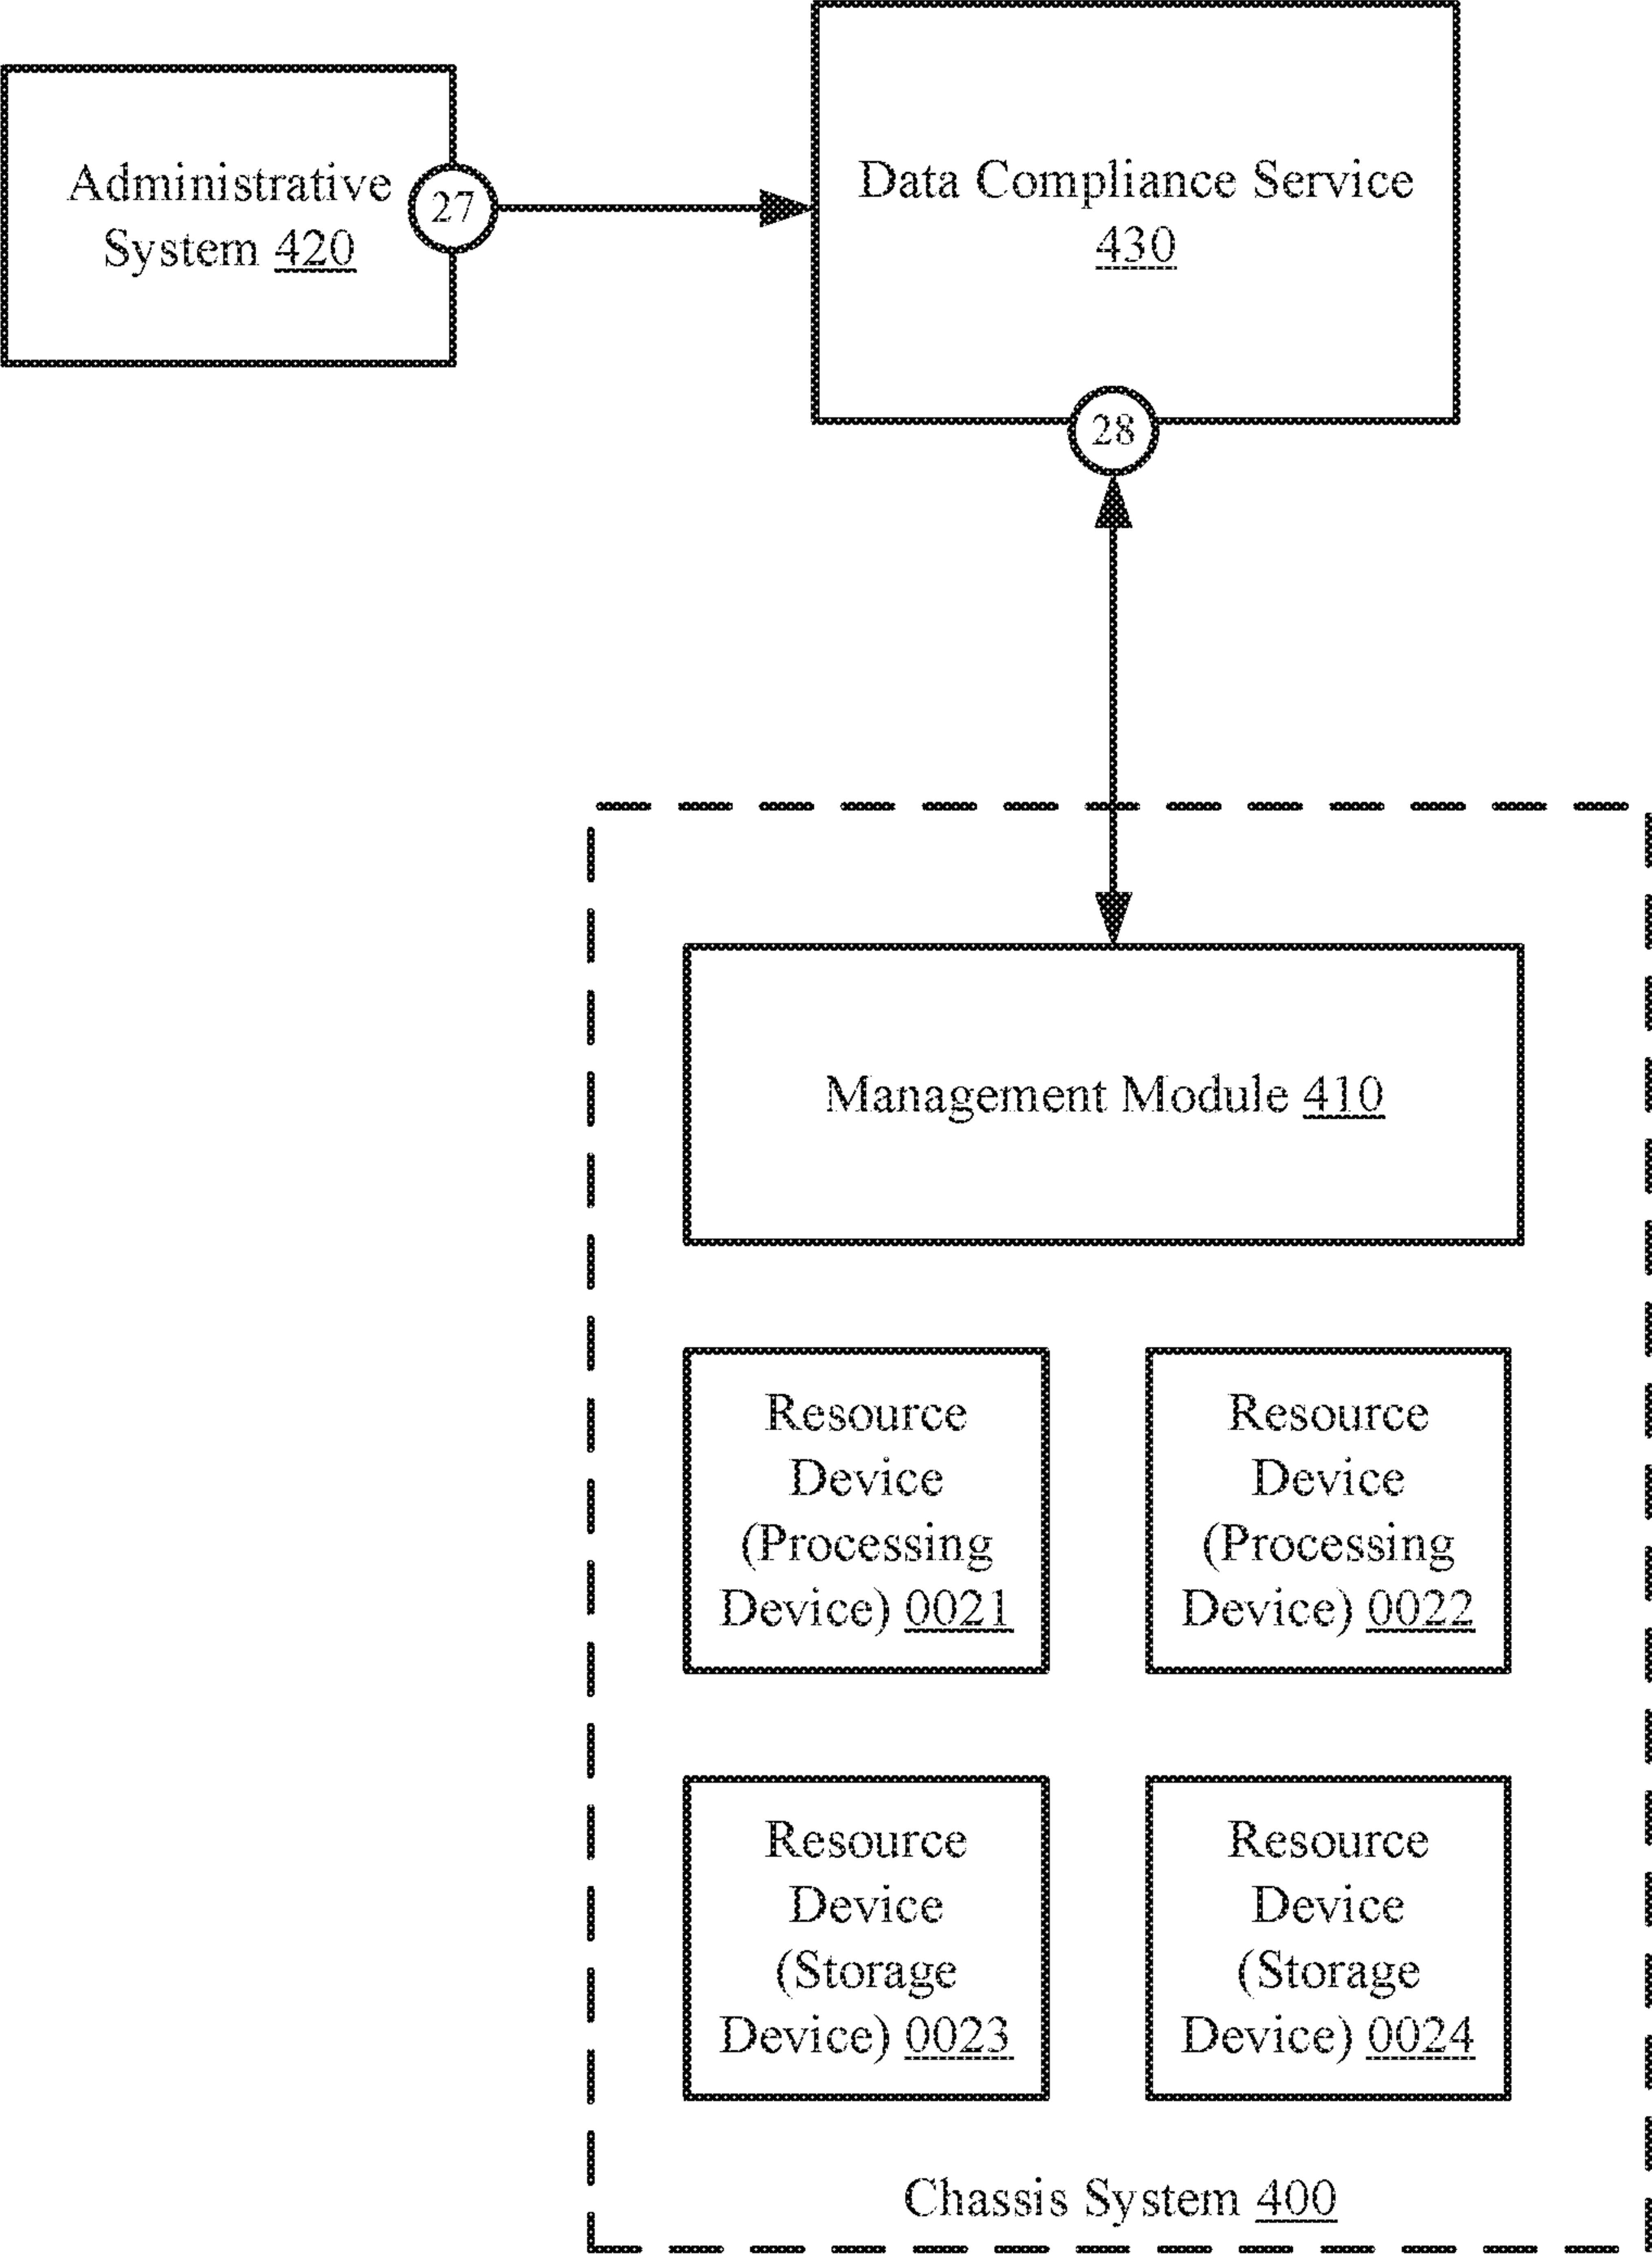 Administrative
System 420
27
Data Compliance Service
430
28
Management Module 410
Resource
Device
(Processing
Device) 0021
Resource
Device
(Processing
Device) 0022
Resource
Device
(Storage
Device) 0023
Resource
Device
(Storage
Device) 0024
Chassis System 400